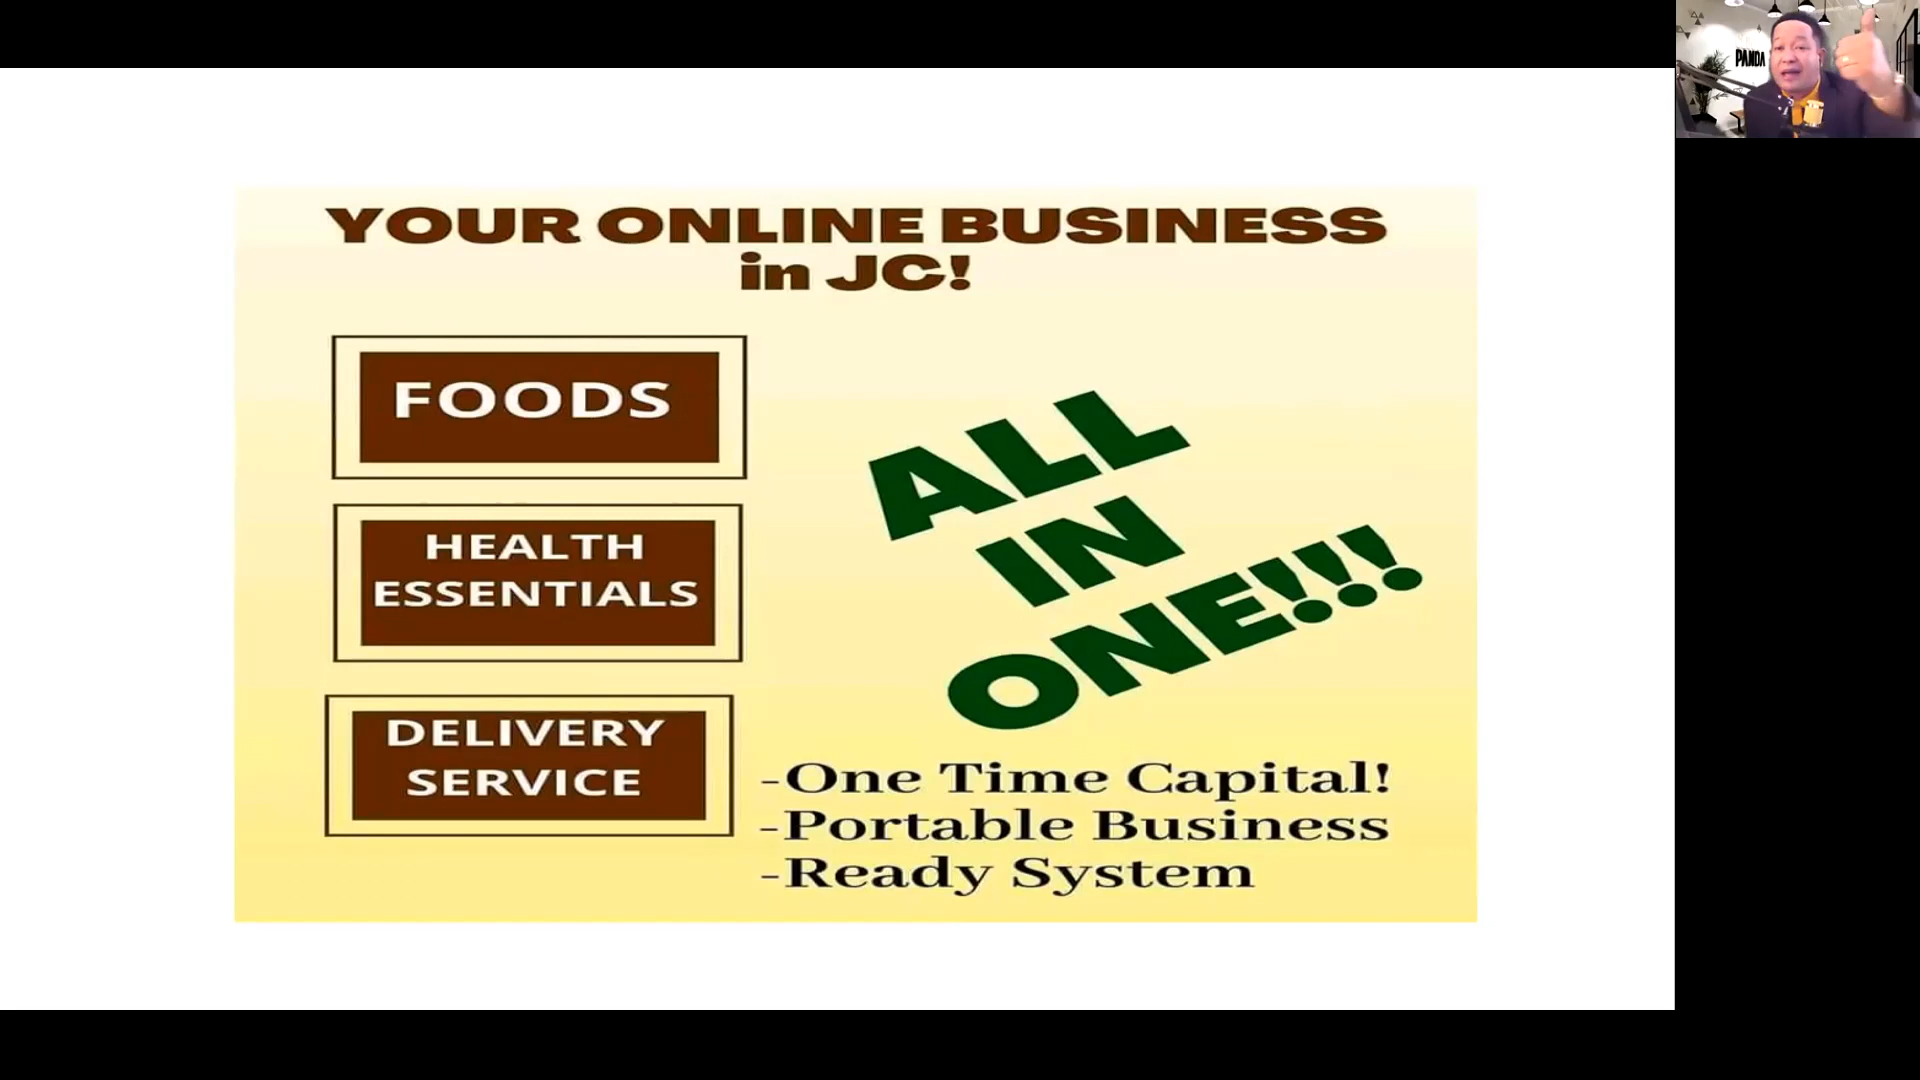 YOUR ONLINE BUSINESS
in JC!
FOODS
HEALTH
ESSENTIALS
DELIVERY
SERVICE
ALL
IN
ONE!!!
-One Time Capital!
-Portable Business
-Ready System
PANDA